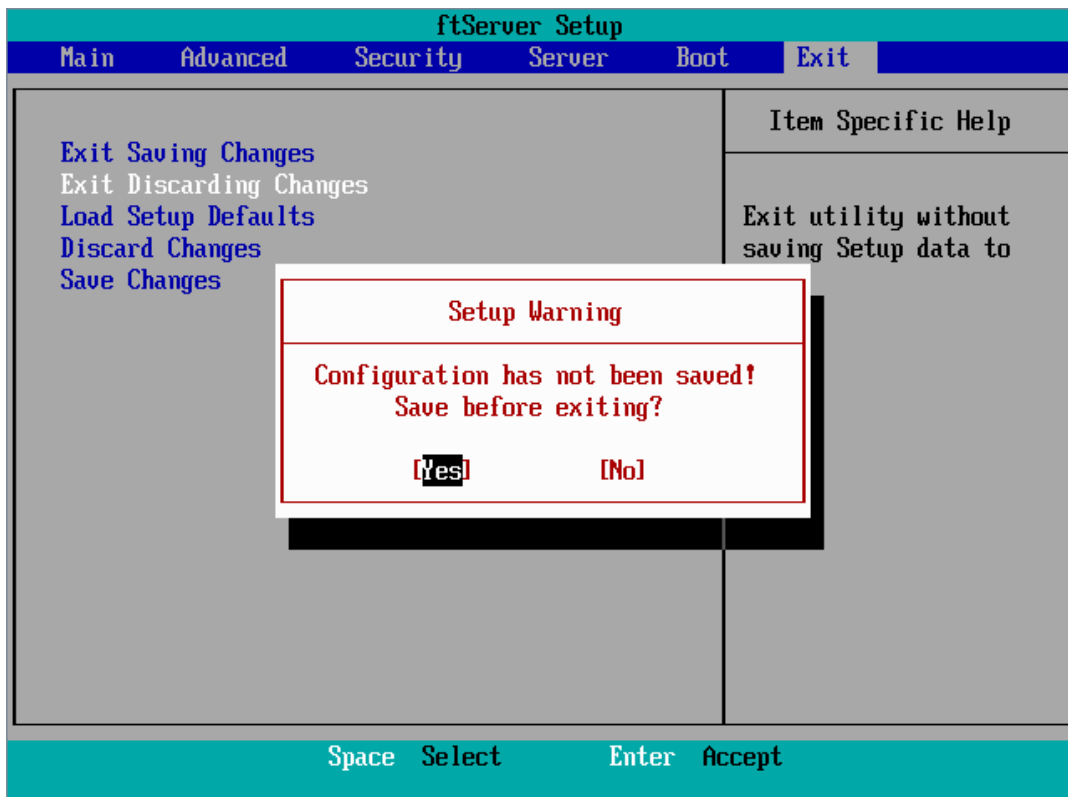 ftServer Setup
Main Advanced Security Server Boot Exit
Exit Saving Changes
Exit Discarding Changes
Load Setup Defaults
Discard Changes
Save Changes
Item Specific Help
Exit utility without
saving Setup data to
Setup Warning
Configuration has not been saved!
Save before exiting?
[Yes] [No]
Space Select Enter Accept